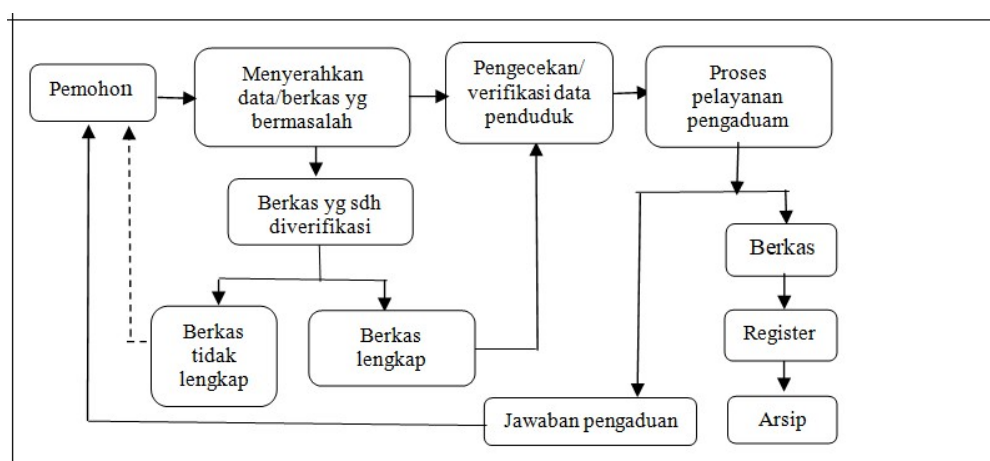 Pemohon
Menyerahkan
data/berkas yg
bermasalah
Pengecekan/
verifikasi data
penduduk
Proses
pelayanan
pengaduam
Berkas yg sdh
diverifikasi
Berkas
tidak
lengkap
Berkas
lengkap
Berkas
Register
Arsip
Jawaban pengaduan